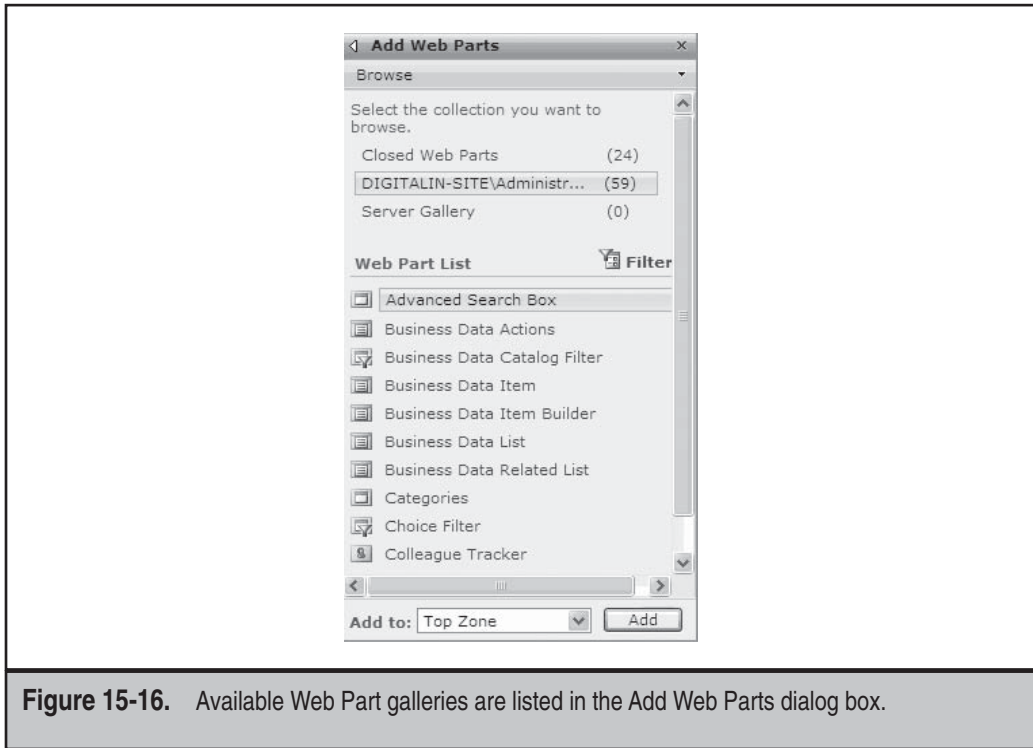 Add Web Parts
Browse
Select the collection you want to
browse.
Closed Web Parts (24)
DIGITALIN-SITE\Administr... (59)
Server Gallery (0)
Web Part List Filter
Advanced Search Box
Business Data Actions
Business Data Catalog Filter
Business Data Item
Business Data Item Builder
Business Data List
Business Data Related List
Categories
Choice Filter
Colleague Tracker
Add to: Top Zone Add
Figure 15-16. Available Web Part galleries are listed in the Add Web Parts dialog box.